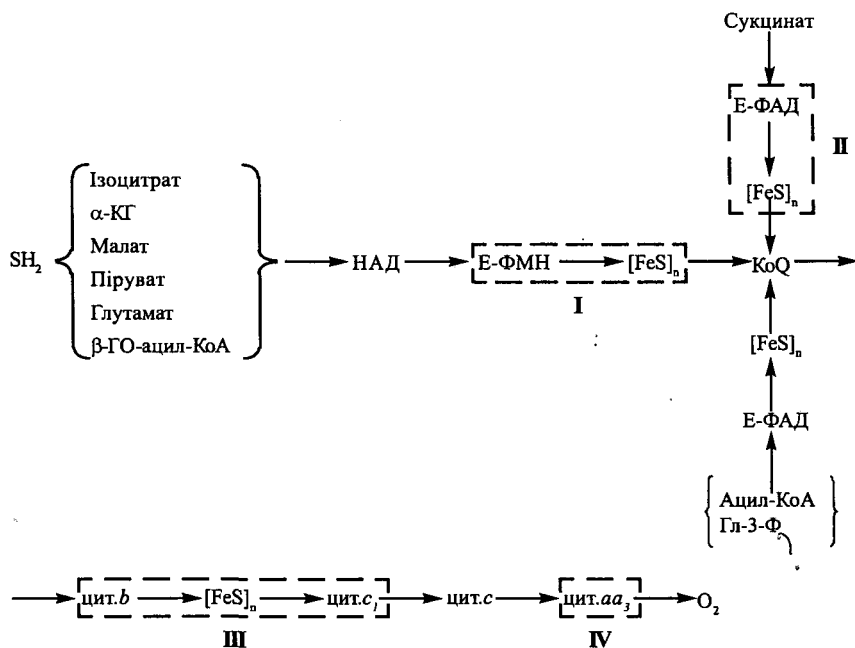 Сукцинат
Е-ФАД
II
[FeS]n
SH2
Ізоцитрат
α-КГ
Малат
Піруват
Глутамат
β-ГО-ацил-КоА
НАД
Е-ФМН
[FeS]n
I
КоQ
[FeS]n
Е-ФАД
Ацил-КоА
Гл-3-Ф
цит.b
[FeS]n
цит.c1
III
цит.c
цит.aa3
IV
O2